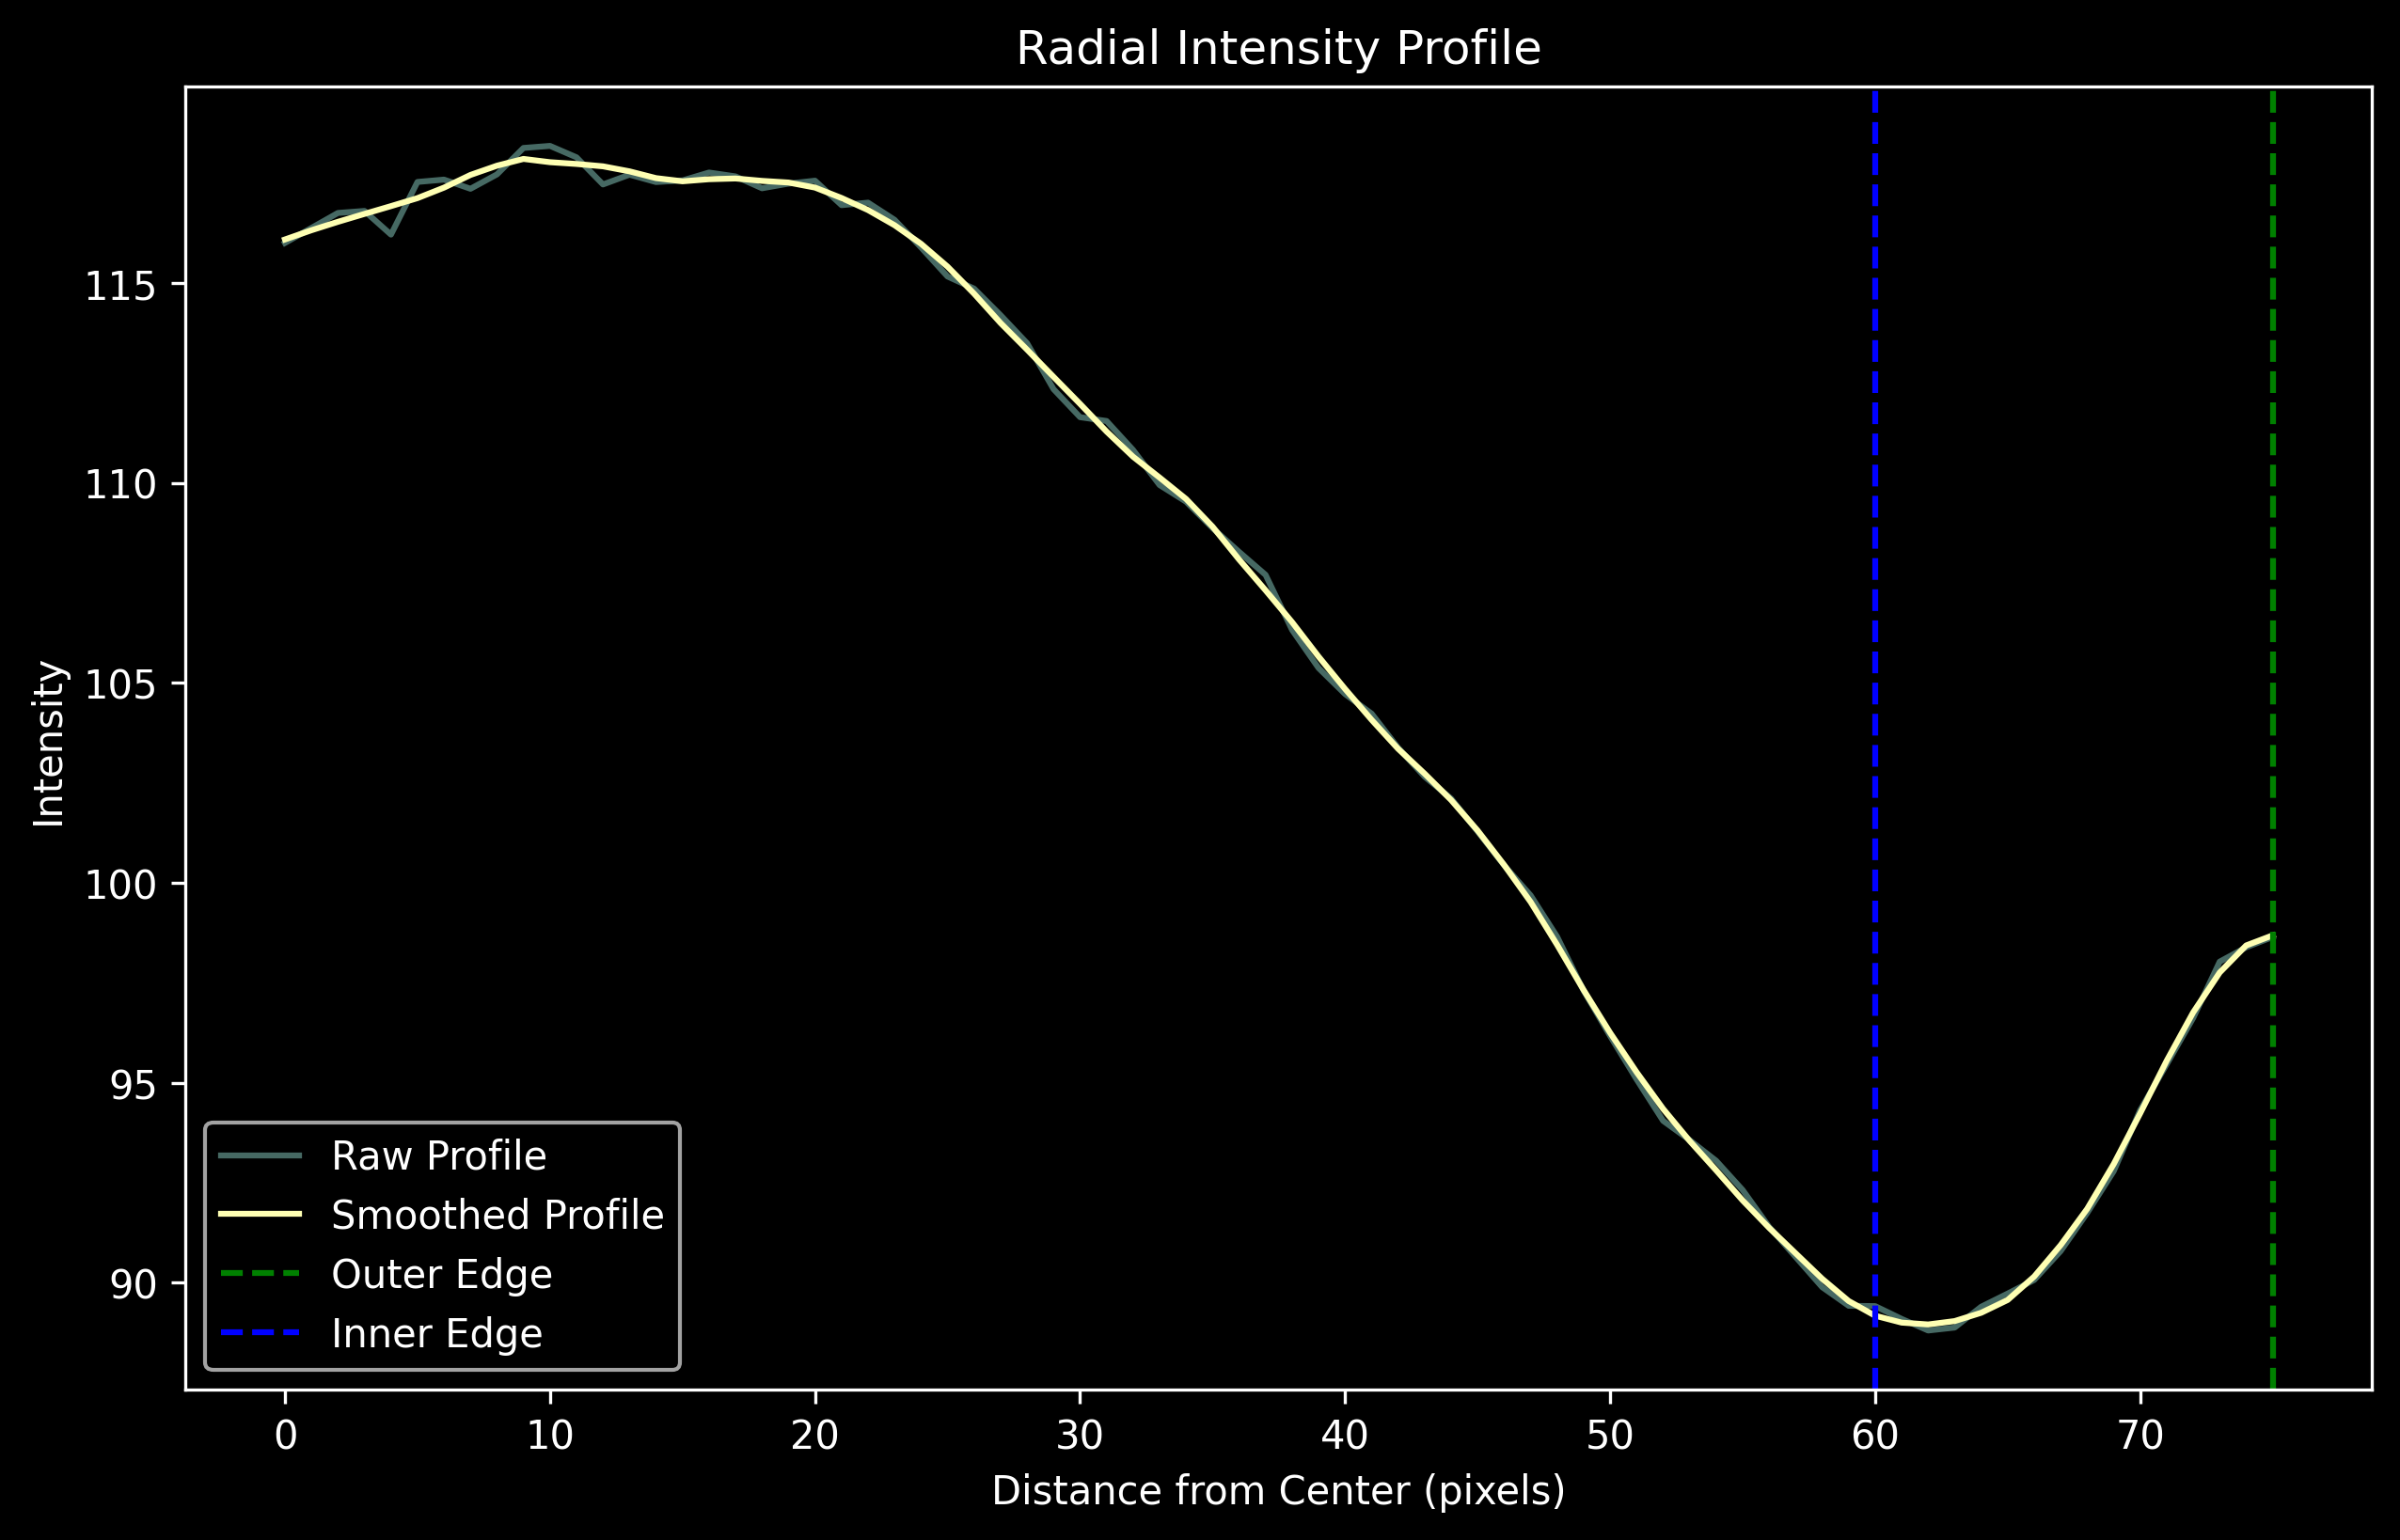 Radial Intensity Profile
Intensity
115
110
105
100
95
90
Raw Profile
Smoothed Profile
Outer Edge
Inner Edge
0 10 20 30 40 50 60 70
Distance from Center (pixels)